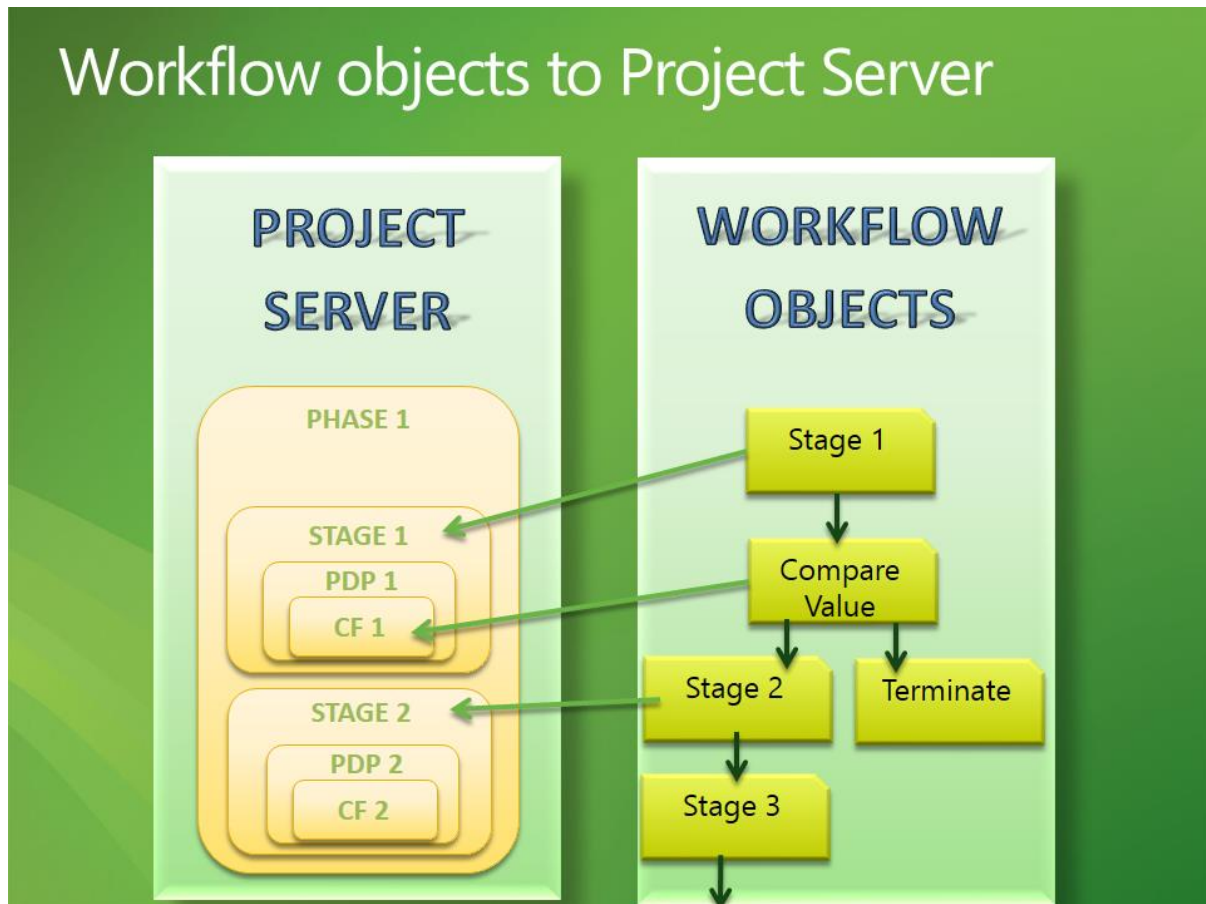 Workflow objects to Project Server
PROJECT
SERVER
PHASE 1
STAGE 1
PDP 1
CF 1
STAGE 2
PDP 2
CF 2
WORKFLOW
OBJECTS
Stage 1
Compare
Value
Stage 2
Terminate
Stage 3